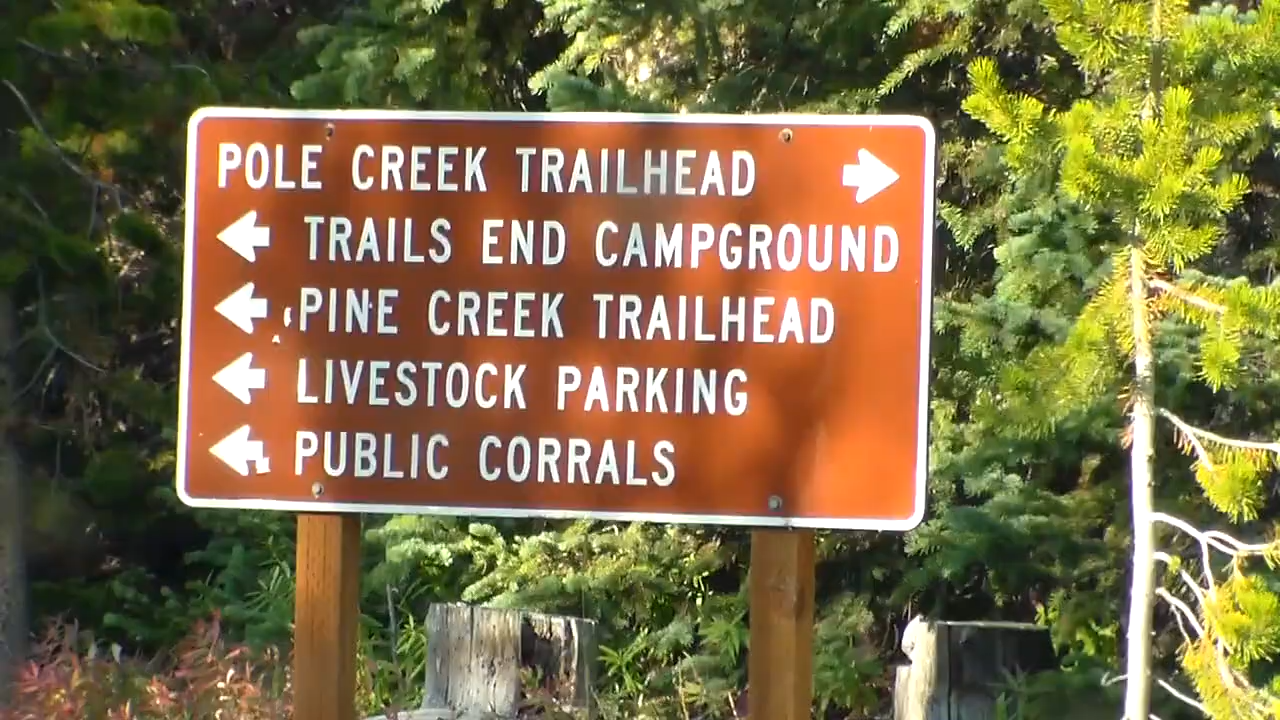 POLE CREEK TRAILHEAD
TRAILS END CAMPGROUND
PINE CREEK TRAILHEAD
LIVESTOCK PARKING
PUBLIC CORRALS